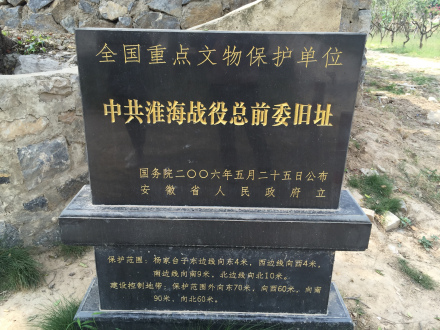 全国重点文物保护单位
中共淮海战役总前委旧址
国务院二〇〇六年五月二十五日公布
安徽省人民政府立
保护范围：杨家台子东边线向东4米，西边线向西4米，
南边线向南9米，北边线向北10米。
建设控制地带：保护范围外向东70米，向西60米，向南
90米，向北60米。